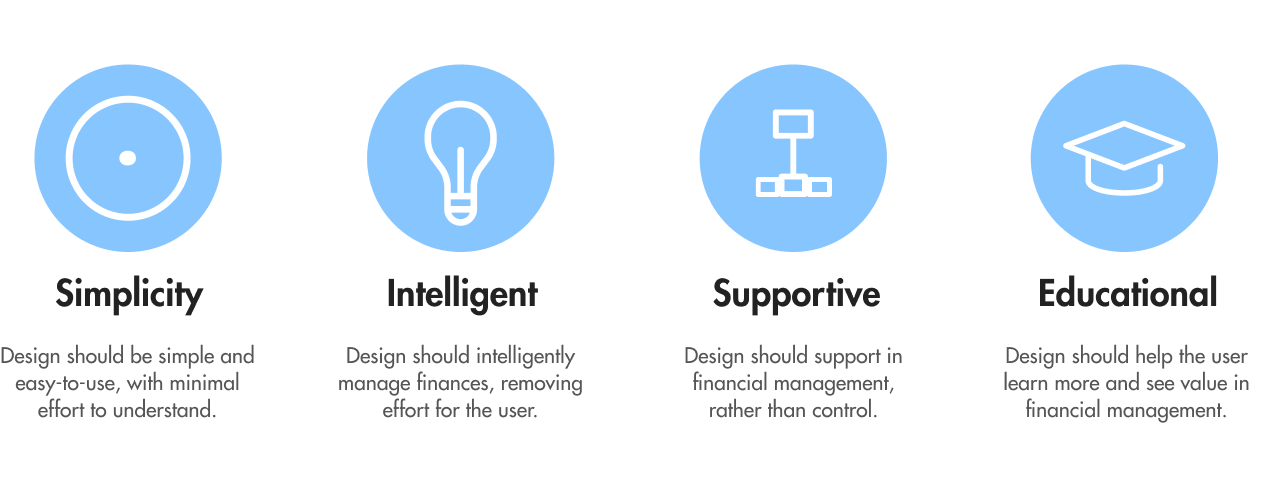 Simplicity
Design should be simple and
easy-to-use, with minimal
effort to understand.
Intelligent
Design should intelligently
manage finances, removing
effort for the user.
Supportive
Design should support in
financial management,
rather than control.
Educational
Design should help the user
learn more and see value in
financial management.